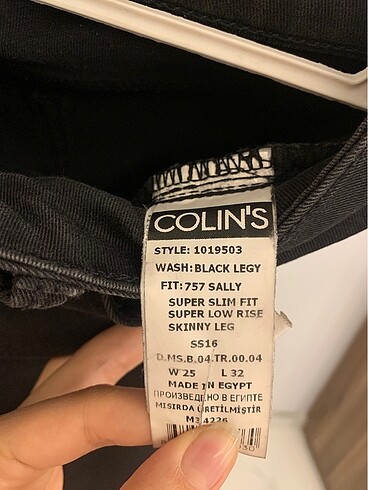 COLIN'S
STYLE: 1019503
WASH: BLACK LEGY
FIT: 757 SALLY
SUPER SLIM FIT
SUPER LOW RISE
SKINNY LEG
SS16
D.MS.B.04.TR.00.04
W 25 L 32
MADE IN EGYPT
ПРОИЗВЕДЕНО В ЕГИПТЕ
MISIRDA ÜRETİLMİŞTİR